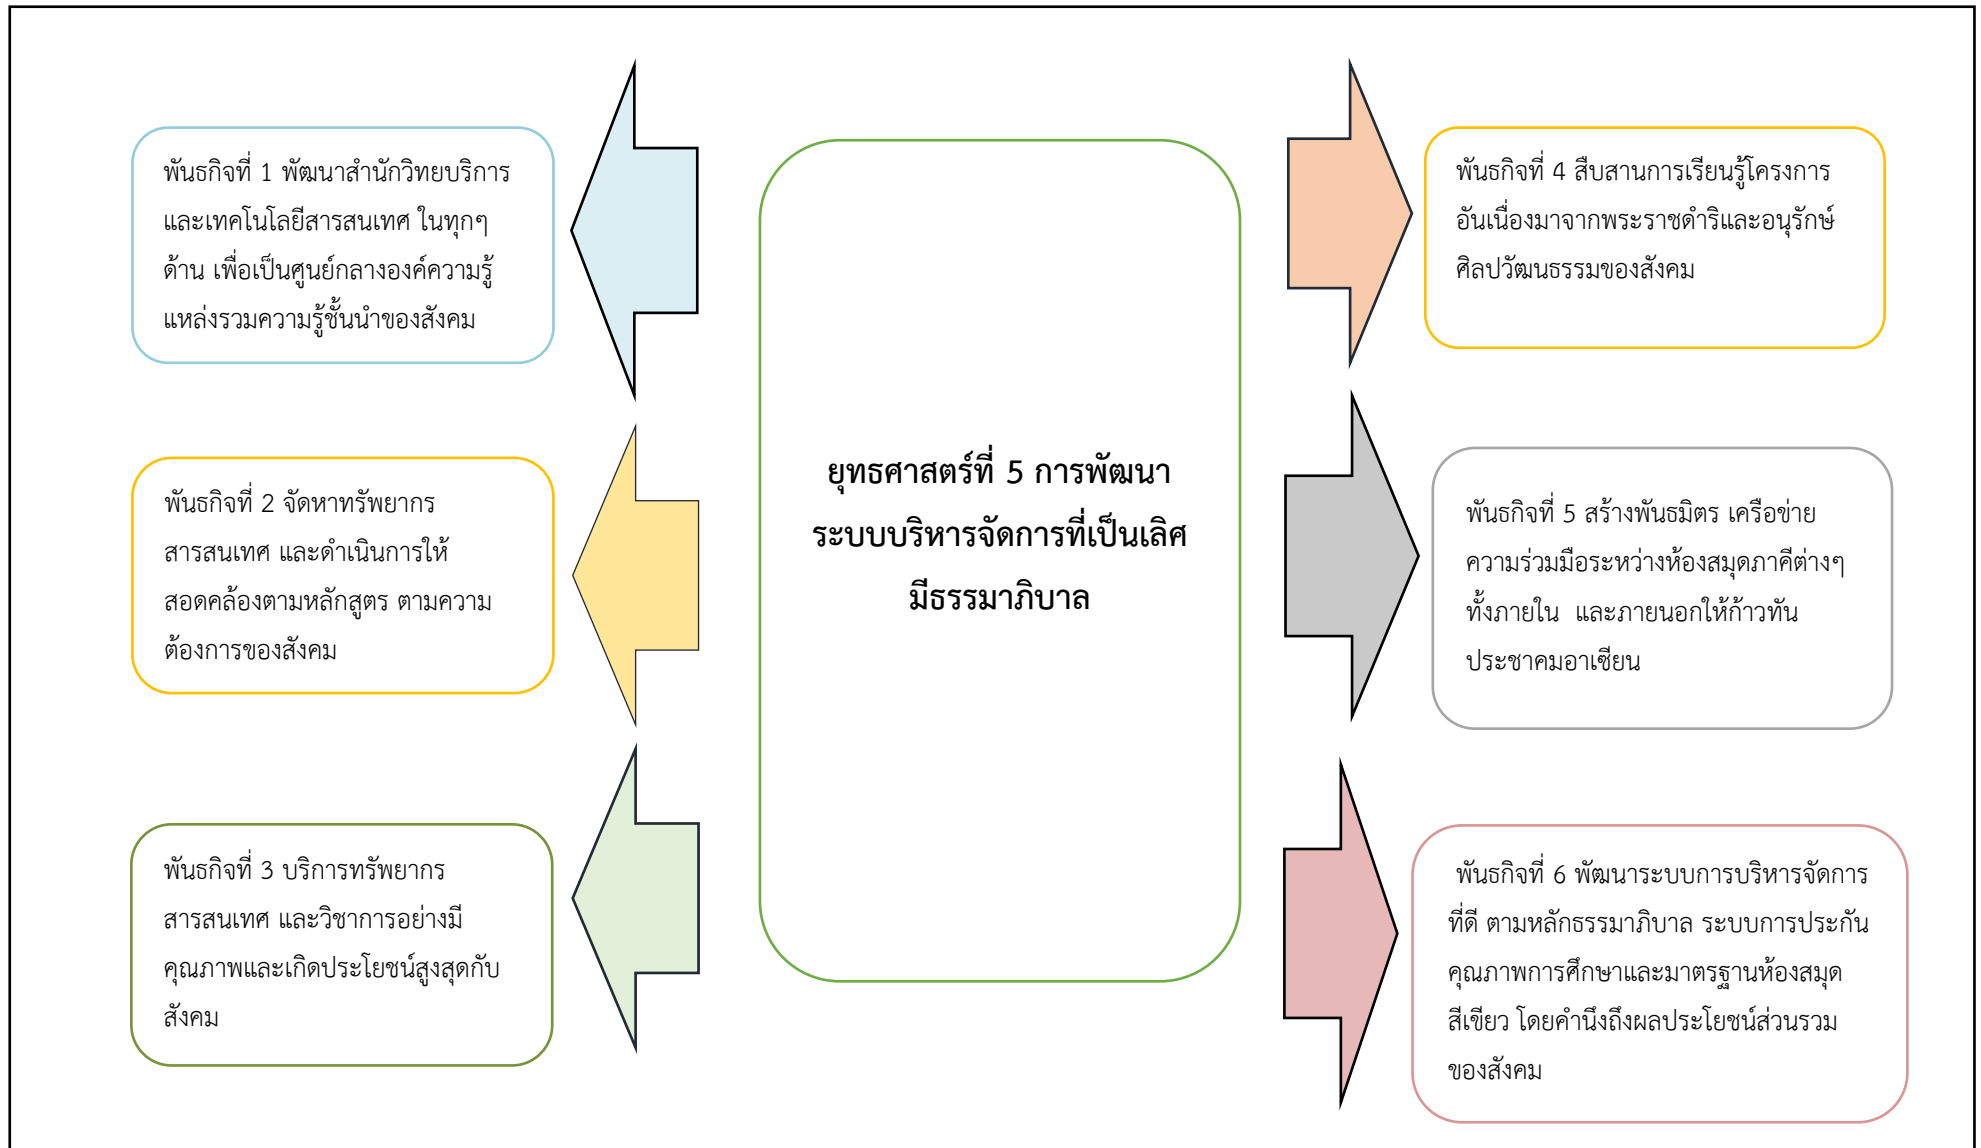 พันธกิจที่ 1 พัฒนาสำนักวิทยบริการ
และเทคโนโลยีสารสนเทศ ในทุกๆ
ด้าน เพื่อเป็นศูนย์กลางองค์ความรู้
แหล่งรวมความรู้ชั้นนำของสังคม
พันธกิจที่ 2 จัดหาทรัพยากร
สารสนเทศ และดำเนินการให้
สอดคล้องตามหลักสูตร ตามความ
ต้องการของสังคม
พันธกิจที่ 3 บริการทรัพยากร
สารสนเทศ และวิชาการอย่างมี
คุณภาพและเกิดประโยชน์สูงสุดกับ
สังคม
ยุทธศาสตร์ที่ 5 การพัฒนา
ระบบบริหารจัดการที่เป็นเลิศ
มีธรรมาภิบาล
พันธกิจที่ 4 สืบสานการเรียนรู้โครงการ
อันเนื่องมาจากพระราชดำริและอนุรักษ์
ศิลปวัฒนธรรมของสังคม
พันธกิจที่ 5 สร้างพันธมิตร เครือข่าย
ความร่วมมือระหว่างห้องสมุดภาคีต่างๆ
ทั้งภายใน และภายนอกให้ก้าวทัน
ประชาคมอาเซียน
พันธกิจที่ 6 พัฒนาระบบการบริหารจัดการ
ที่ดี ตามหลักธรรมาภิบาล ระบบการประกัน
คุณภาพการศึกษาและมาตรฐานห้องสมุด
สีเขียว โดยคำนึงถึงผลประโยชน์ส่วนรวม
ของสังคม